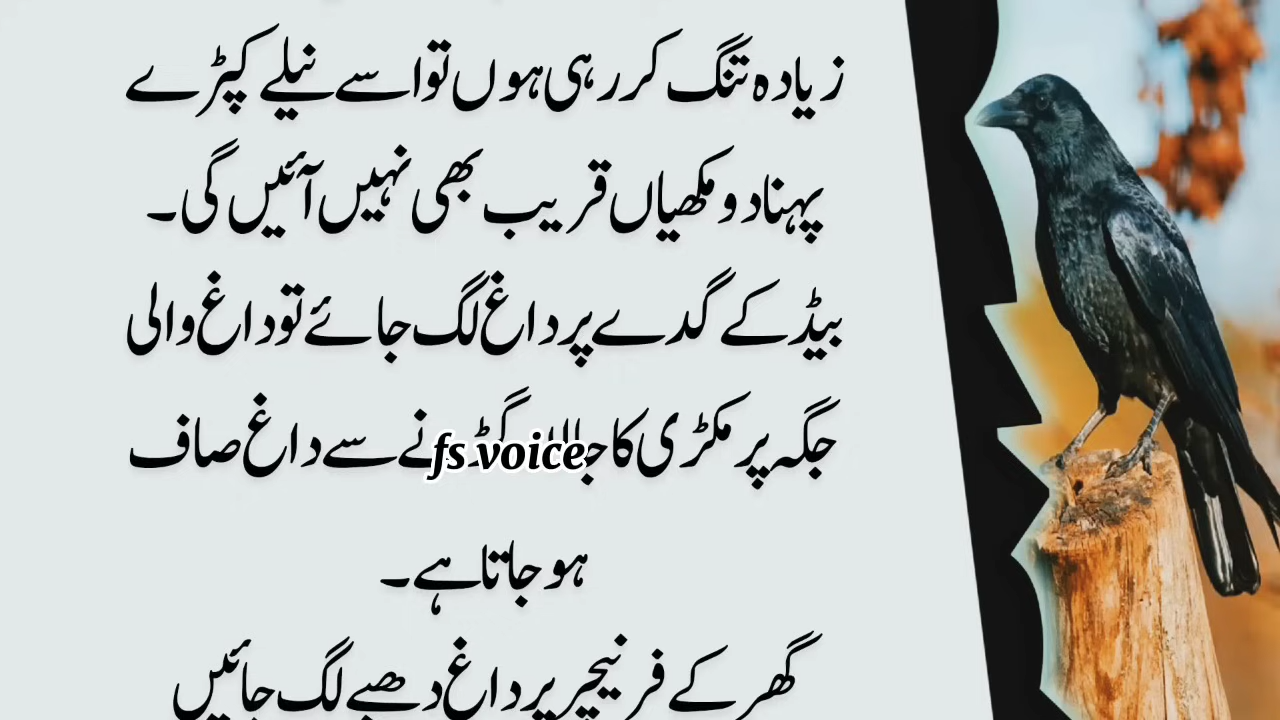 زیادہ تنگ کر رہی ہوں تو اسے نیلے کپڑے
پہنا دو مکھیاں قریب بھی نہیں آئیں گی۔
بیڈ کے گدے پر داغ لگ جائے تو داغ والی
جگہ پر مکڑی کا جالا رگڑنے سے داغ صاف
fs voice
ہو جاتا ہے۔
گھر کے فرنیچر پر داغ دھبے لگ جائیں